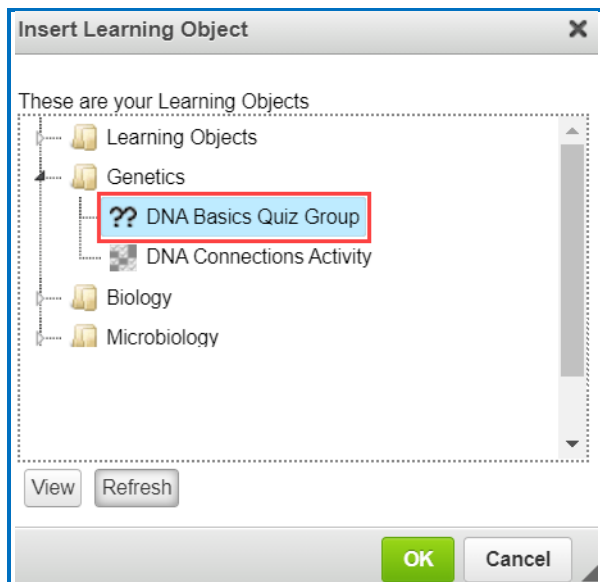 Insert Learning Object
These are your Learning Objects
Learning Objects
Genetics
?? DNA Basics Quiz Group
DNA Connections Activity
Biology
Microbiology
View Refresh
OK Cancel